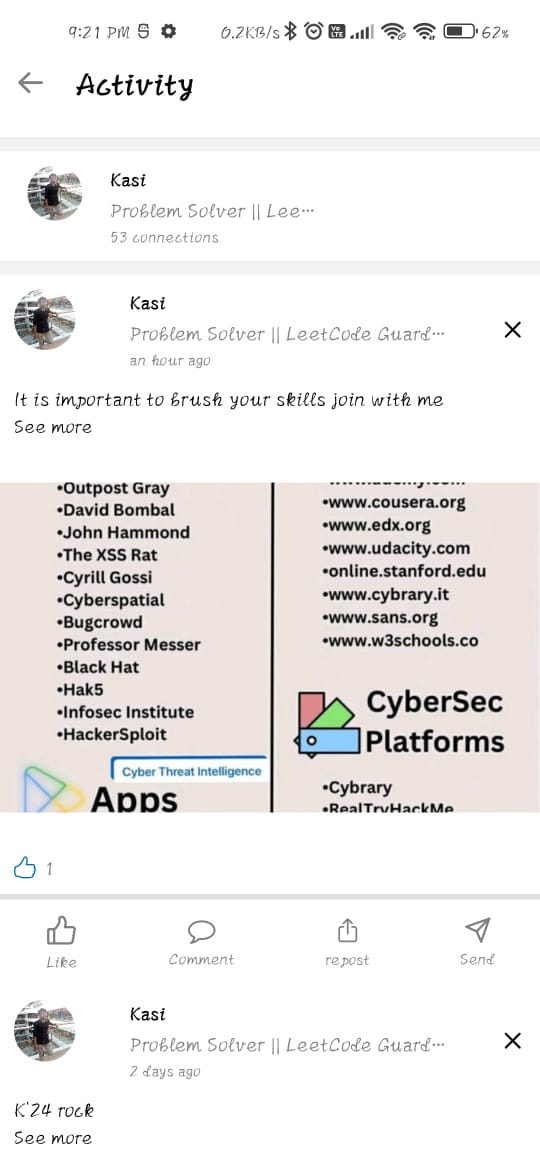 9:21 PM 0.2KB/s 62%
Activity
Kasi
Problem Solver || Lee...
53 connections
Kasi
Problem Solver || LeetCode Guard...
an hour ago
It is important to brush your skills join with me
See more
•Outpost Gray
•David Bombal
•John Hammond
•The XSS Rat
•Cyrill Gossi
•Cyberspatial
•Bugcrowd
•Professor Messer
•Black Hat
•Hak5
•Infosec Institute
•HackerSploit
Cyber Threat Intelligence
Apps
•www.cousera.org
•www.edx.org
•www.udacity.com
•online.stanford.edu
•www.cybrary.it
•www.sans.org
•www.w3schools.co
CyberSec
Platforms
•Cybrary
•RealTryHackMe
1
Like Comment repost Send
Kasi
Problem Solver || LeetCode Guard...
2 days ago
K'24 rock
See more